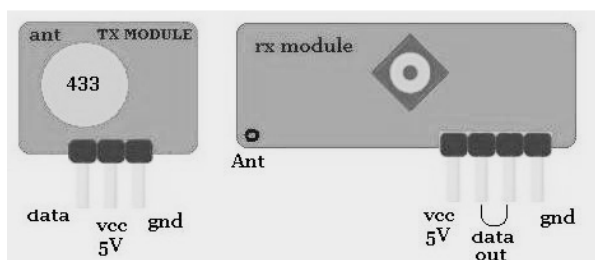 ant TX MODULE
433
data
vcc
5V
gnd
rx module
Ant
vcc
5V
data
out
gnd